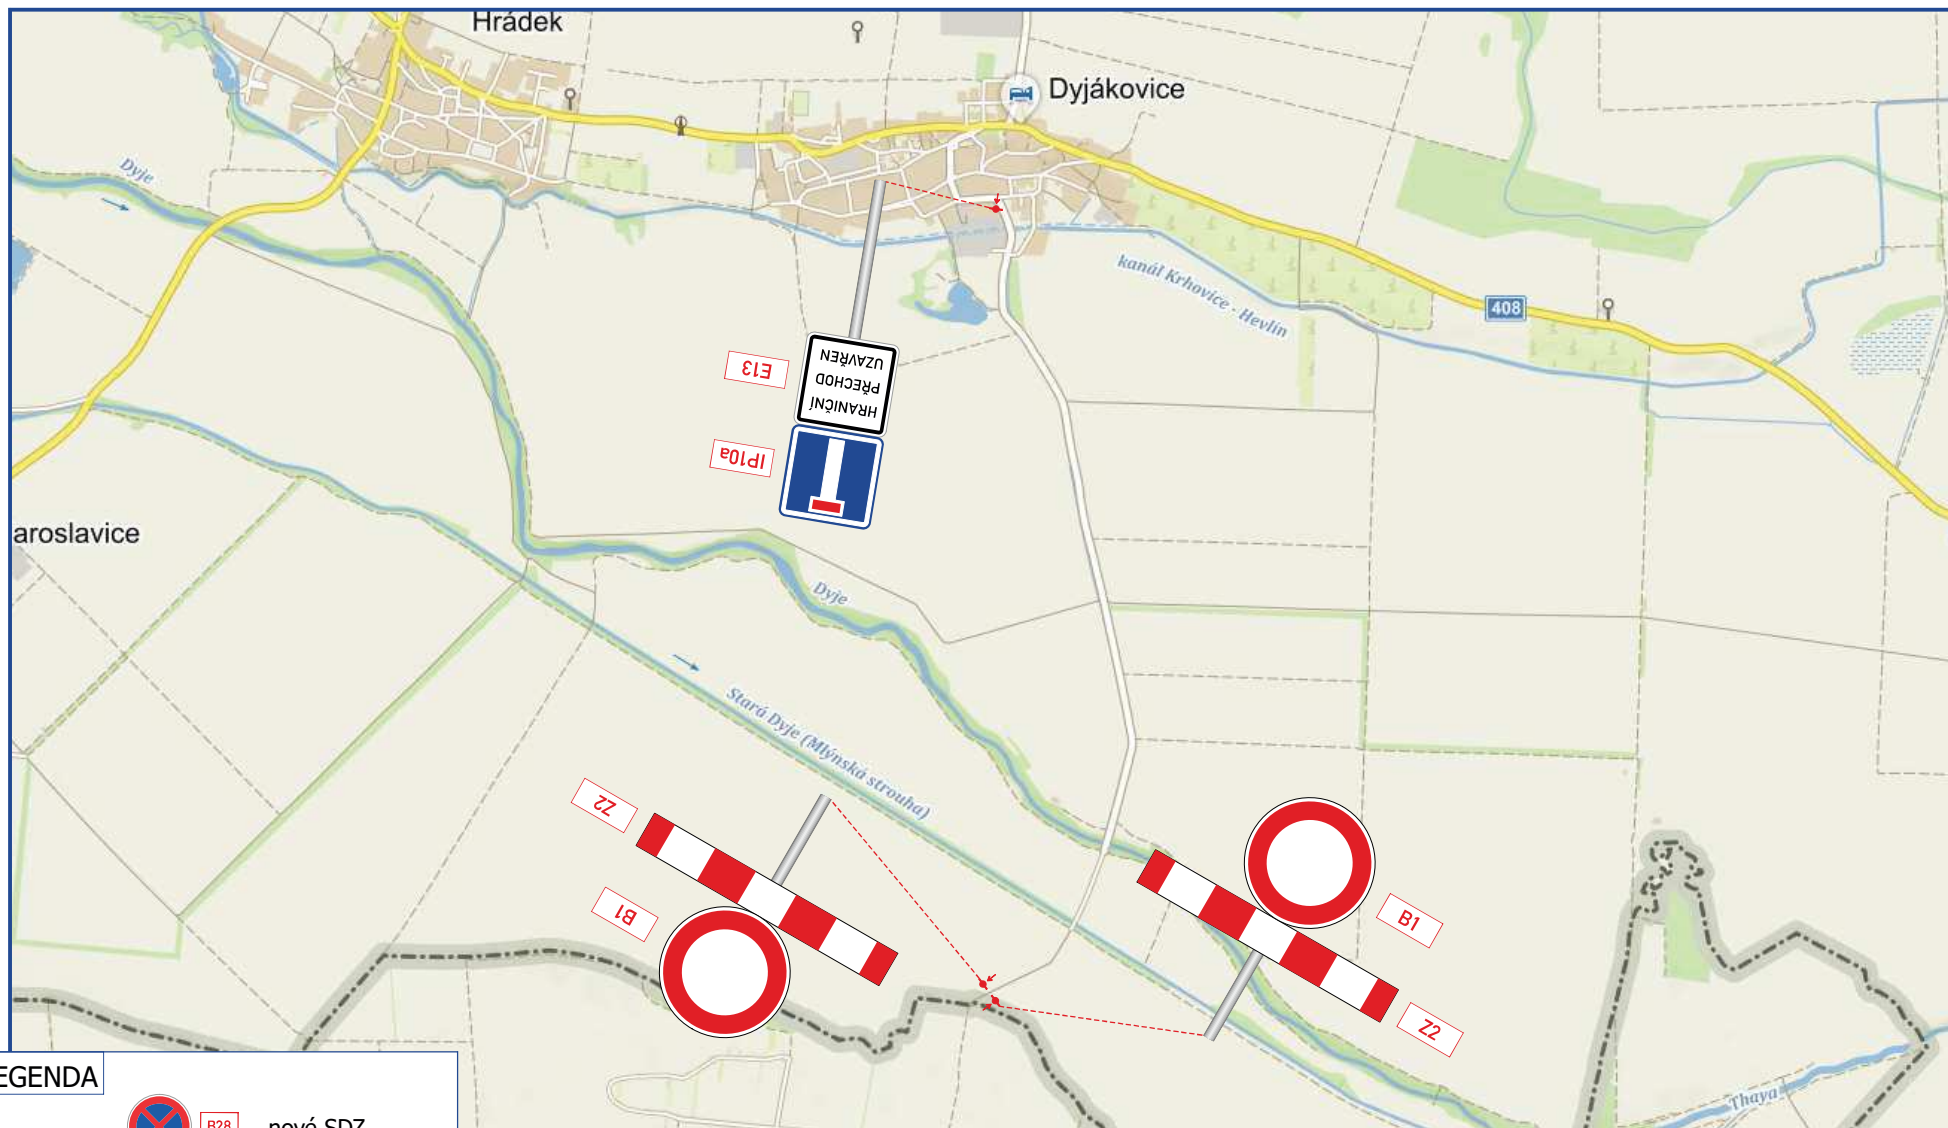 Hrádek
Dyjákovice
Dyje
kanál Krhovice - Hevlín
408
E13
HRANIČNÍ
PŘECHOD
UZAVŘEN
IP10a
aroslavice
Dyje
Stará Dyje (Mlýnská strouha)
Z2
B1
B1
Z2
Thaya
EGENDA
B28
nové SDZ